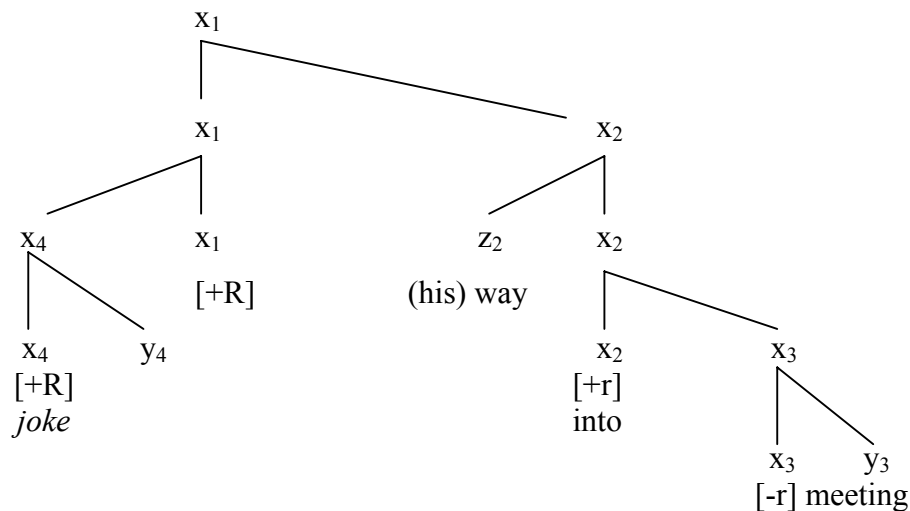 x₁
x₁ x₂
x₄ x₁ z₂ x₂
[+R] (his) way
x₄ y₄ x₂ x₃
[+R] [+r]
joke into
x₃ y₃
[-r] meeting